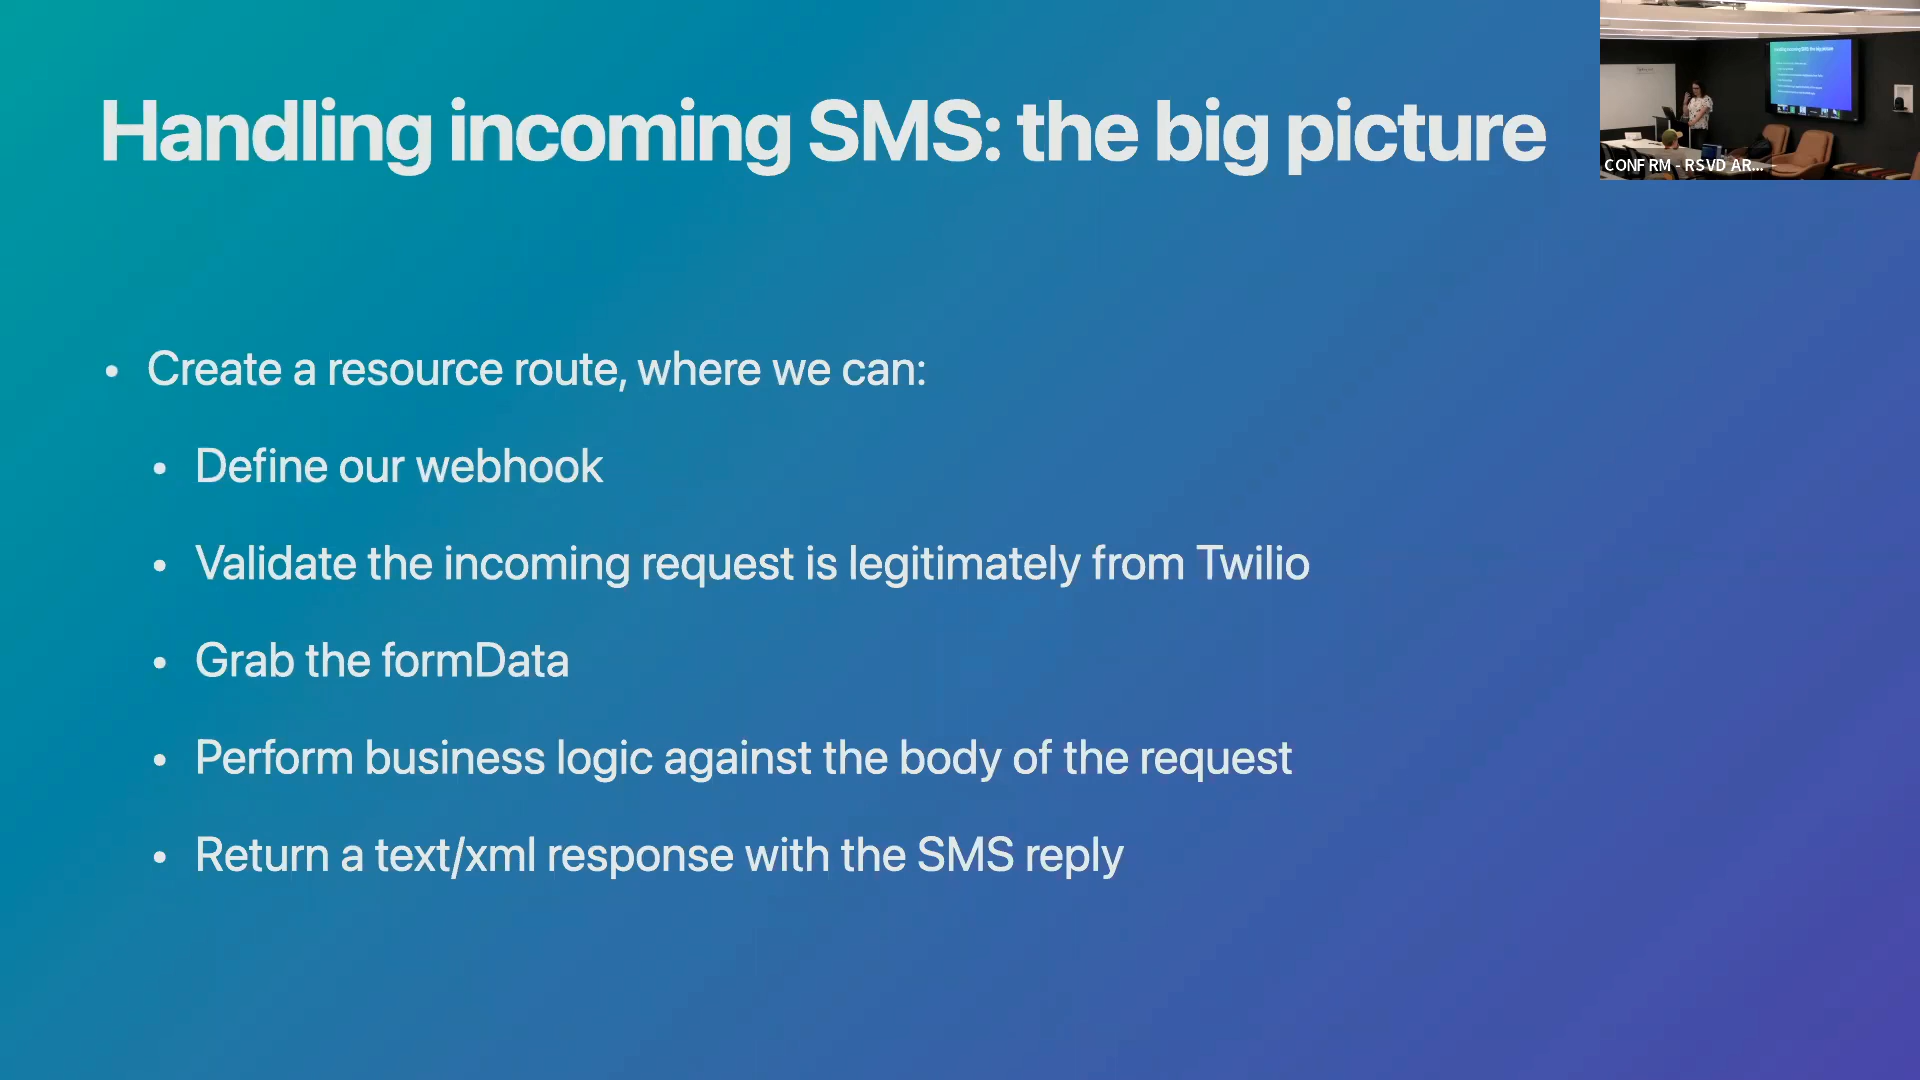 Handling incoming SMS: the big picture
• Create a resource route, where we can:
• Define our webhook
• Validate the incoming request is legitimately from Twilio
• Grab the formData
• Perform business logic against the body of the request
• Return a text/xml response with the SMS reply
CONF RM - RSVD AR...